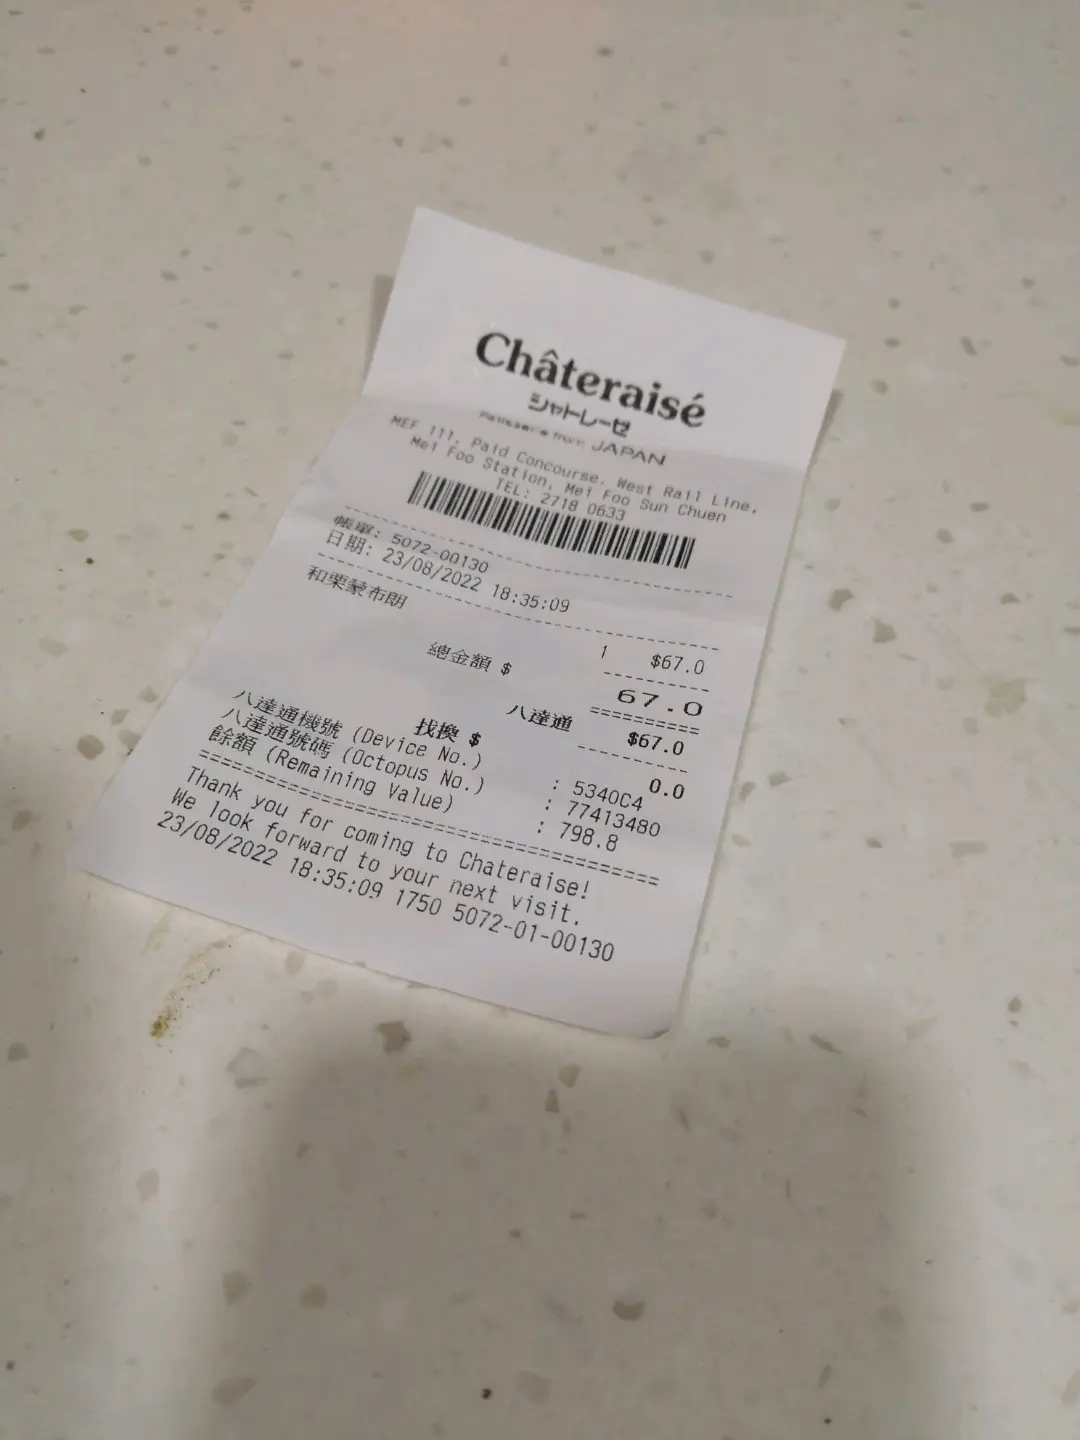 Châteraisé
シャトレーゼ
Patisserie from JAPAN
MEF 111, Paid Concourse, West Rail Line,
Mei Foo Station, Mei Foo Sun Chuen
TEL: 2718 0633
帳單: 5072-00130
日期: 23/08/2022 18:35:09
和栗蒙布朗
1 $67.0
總金額 $ 67.0
八達通 $67.0
找換 $ 0.0
八達通機號 (Device No.) : 5340C4
八達通號碼 (Octopus No.) : 77413480
餘額 (Remaining Value) : 798.8
Thank you for coming to Chateraise!
We look forward to your next visit.
23/08/2022 18:35:09 1750 5072-01-00130